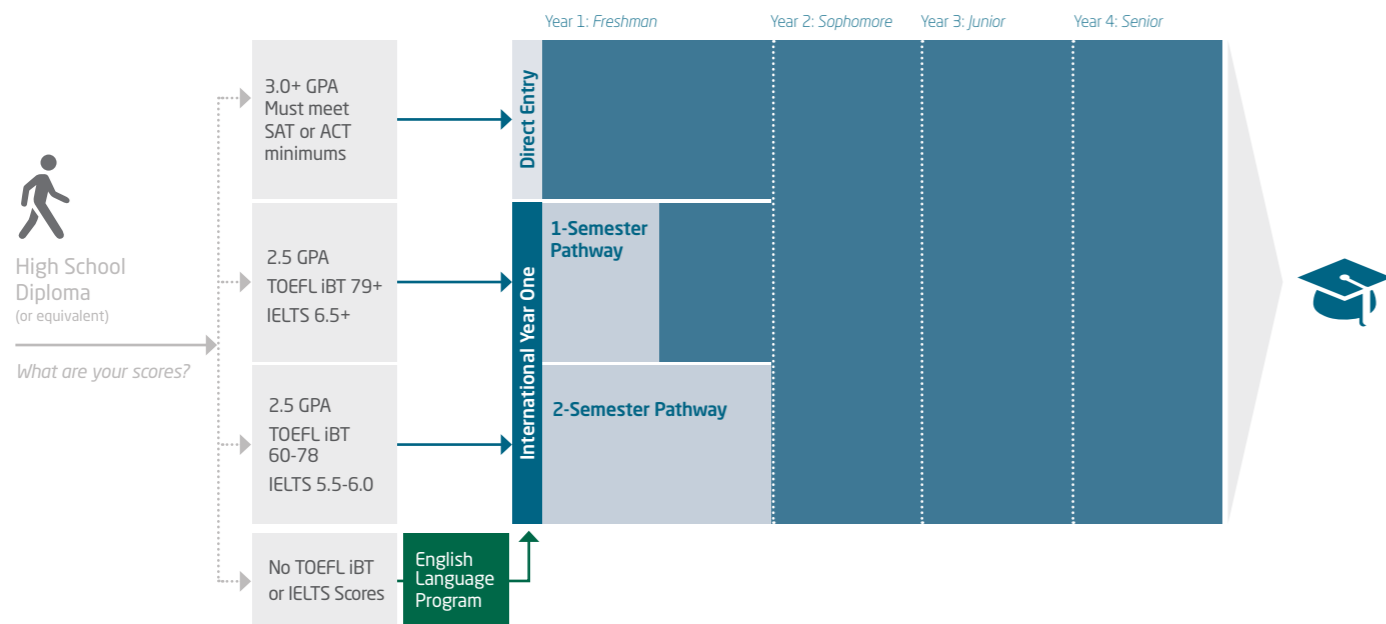 Year 1: Freshman
Year 2: Sophomore
Year 3: Junior
Year 4: Senior
High School
Diploma
(or equivalent)
What are your scores?
3.0+ GPA
Must meet
SAT or ACT
minimums
Direct Entry
2.5 GPA
TOEFL iBT 79+
IELTS 6.5+
International Year One
1-Semester
Pathway
2.5 GPA
TOEFL iBT
60-78
IELTS 5.5-6.0
2-Semester Pathway
No TOEFL iBT
or IELTS Scores
English
Language
Program